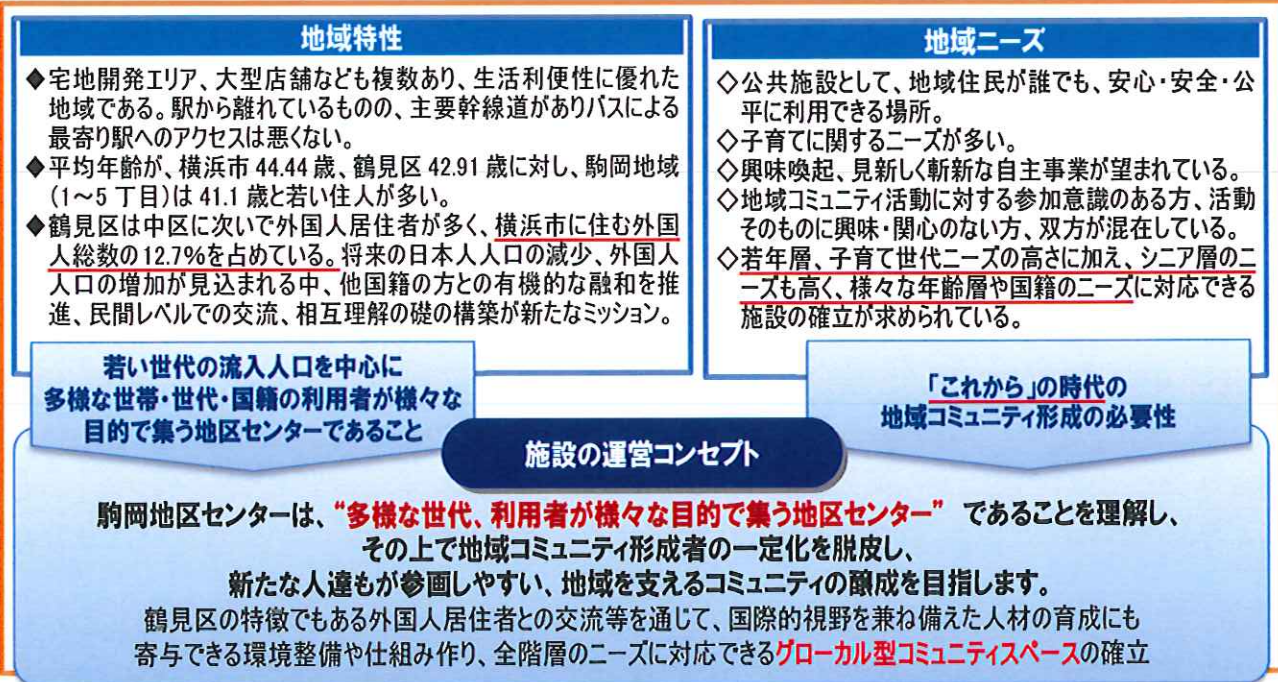 地域特性
◆宅地開発エリア、大型店舗なども複数あり、生活利便性に優れた
地域である。駅から離れているものの、主要幹線道がありバスによる
最寄り駅へのアクセスは悪くない。
◆平均年齢が、横浜市 44.44 歳、鶴見区 42.91 歳に対し、駒岡地域
(1～5 丁目)は 41.1 歳と若い住人が多い。
◆鶴見区は中区に次いで外国人居住者が多く、横浜市に住む外国
人総数の 12.7%を占めている。将来の日本人人口の減少、外国人
人口の増加が見込まれる中、他国籍の方との有機的な融和を推
進、民間レベルでの交流、相互理解の礎の構築が新たなミッション。
若い世代の流入人口を中心に
多様な世帯・世代・国籍の利用者が様々な
目的で集う地区センターであること
地域ニーズ
◇公共施設として、地域住民が誰でも、安心・安全・公
平に利用できる場所。
◇子育てに関するニーズが多い。
◇興味喚起、見新しく斬新な自主事業が望まれている。
◇地域コミュニティ活動に対する参加意識のある方、活動
そのものに興味・関心のない方、双方が混在している。
◇若年層、子育て世代ニーズの高さに加え、シニア層のニ
ーズも高く、様々な年齢層や国籍のニーズに対応できる
施設の確立が求められている。
「これから」の時代の
地域コミュニティ形成の必要性
施設の運営コンセプト
駒岡地区センターは、“多様な世代、利用者が様々な目的で集う地区センター” であることを理解し、
その上で地域コミュニティ形成者の一定化を脱皮し、
新たな人達もが参画しやすい、地域を支えるコミュニティの醸成を目指します。
鶴見区の特徴でもある外国人居住者との交流等を通じて、国際的視野を兼ね備えた人材の育成にも
寄与できる環境整備や仕組み作り、全階層のニーズに対応できるグローカル型コミュニティスペースの確立